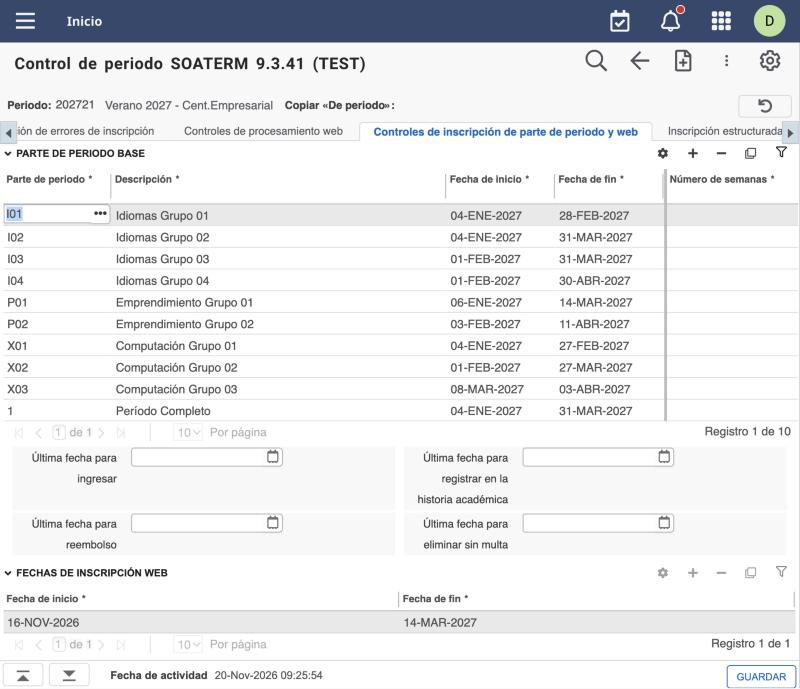 Inicio
D
Control de periodo SOATERM 9.3.41 (TEST)
Periodo: 202721 Verano 2027 - Cent.Empresarial Copiar «De periodo»:
ión de errores de inscripción Controles de procesamiento web Controles de inscripción de parte de periodo y web Inscripción estructurada
PARTE DE PERIODO BASE
Parte de periodo * Descripción * Fecha de inicio * Fecha de fin * Número de semanas *
I01 ••• Idiomas Grupo 01 04-ENE-2027 28-FEB-2027
I02 Idiomas Grupo 02 04-ENE-2027 31-MAR-2027
I03 Idiomas Grupo 03 01-FEB-2027 31-MAR-2027
I04 Idiomas Grupo 04 01-FEB-2027 30-ABR-2027
P01 Emprendimiento Grupo 01 06-ENE-2027 14-MAR-2027
P02 Emprendimiento Grupo 02 03-FEB-2027 11-ABR-2027
X01 Computación Grupo 01 04-ENE-2027 27-FEB-2027
X02 Computación Grupo 02 01-FEB-2027 27-MAR-2027
X03 Computación Grupo 03 08-MAR-2027 03-ABR-2027
1 Período Completo 04-ENE-2027 31-MAR-2027
1 de 1 10 Por página Registro 1 de 10
Última fecha para
ingresar
Última fecha para
registrar en la
historia académica
Última fecha para
reembolso
Última fecha para
eliminar sin multa
FECHAS DE INSCRIPCIÓN WEB
Fecha de inicio * Fecha de fin *
16-NOV-2026 14-MAR-2027
1 de 1 10 Por página Registro 1 de 1
Fecha de actividad 20-Nov-2026 09:25:54 GUARDAR